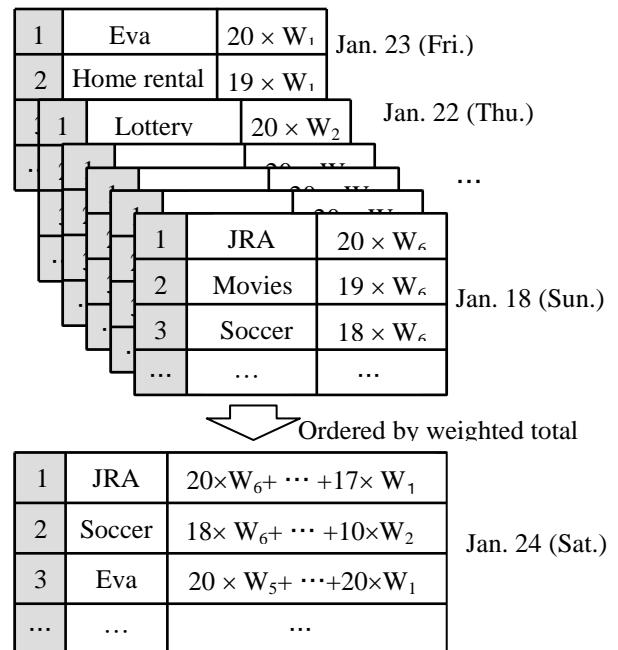 1 Eva 20 × W₁ Jan. 23 (Fri.)
2 Home rental 19 × W₁
1 Lottery 20 × W₂ Jan. 22 (Thu.)
…
1 JRA 20 × W₆
2 Movies 19 × W₆ Jan. 18 (Sun.)
3 Soccer 18 × W₆
… … …
Ordered by weighted total
1 JRA 20×W₆+ … +17× W₁
2 Soccer 18× W₆+ … +10×W₂ Jan. 24 (Sat.)
3 Eva 20 × W₅+ …+20×W₁
… … …